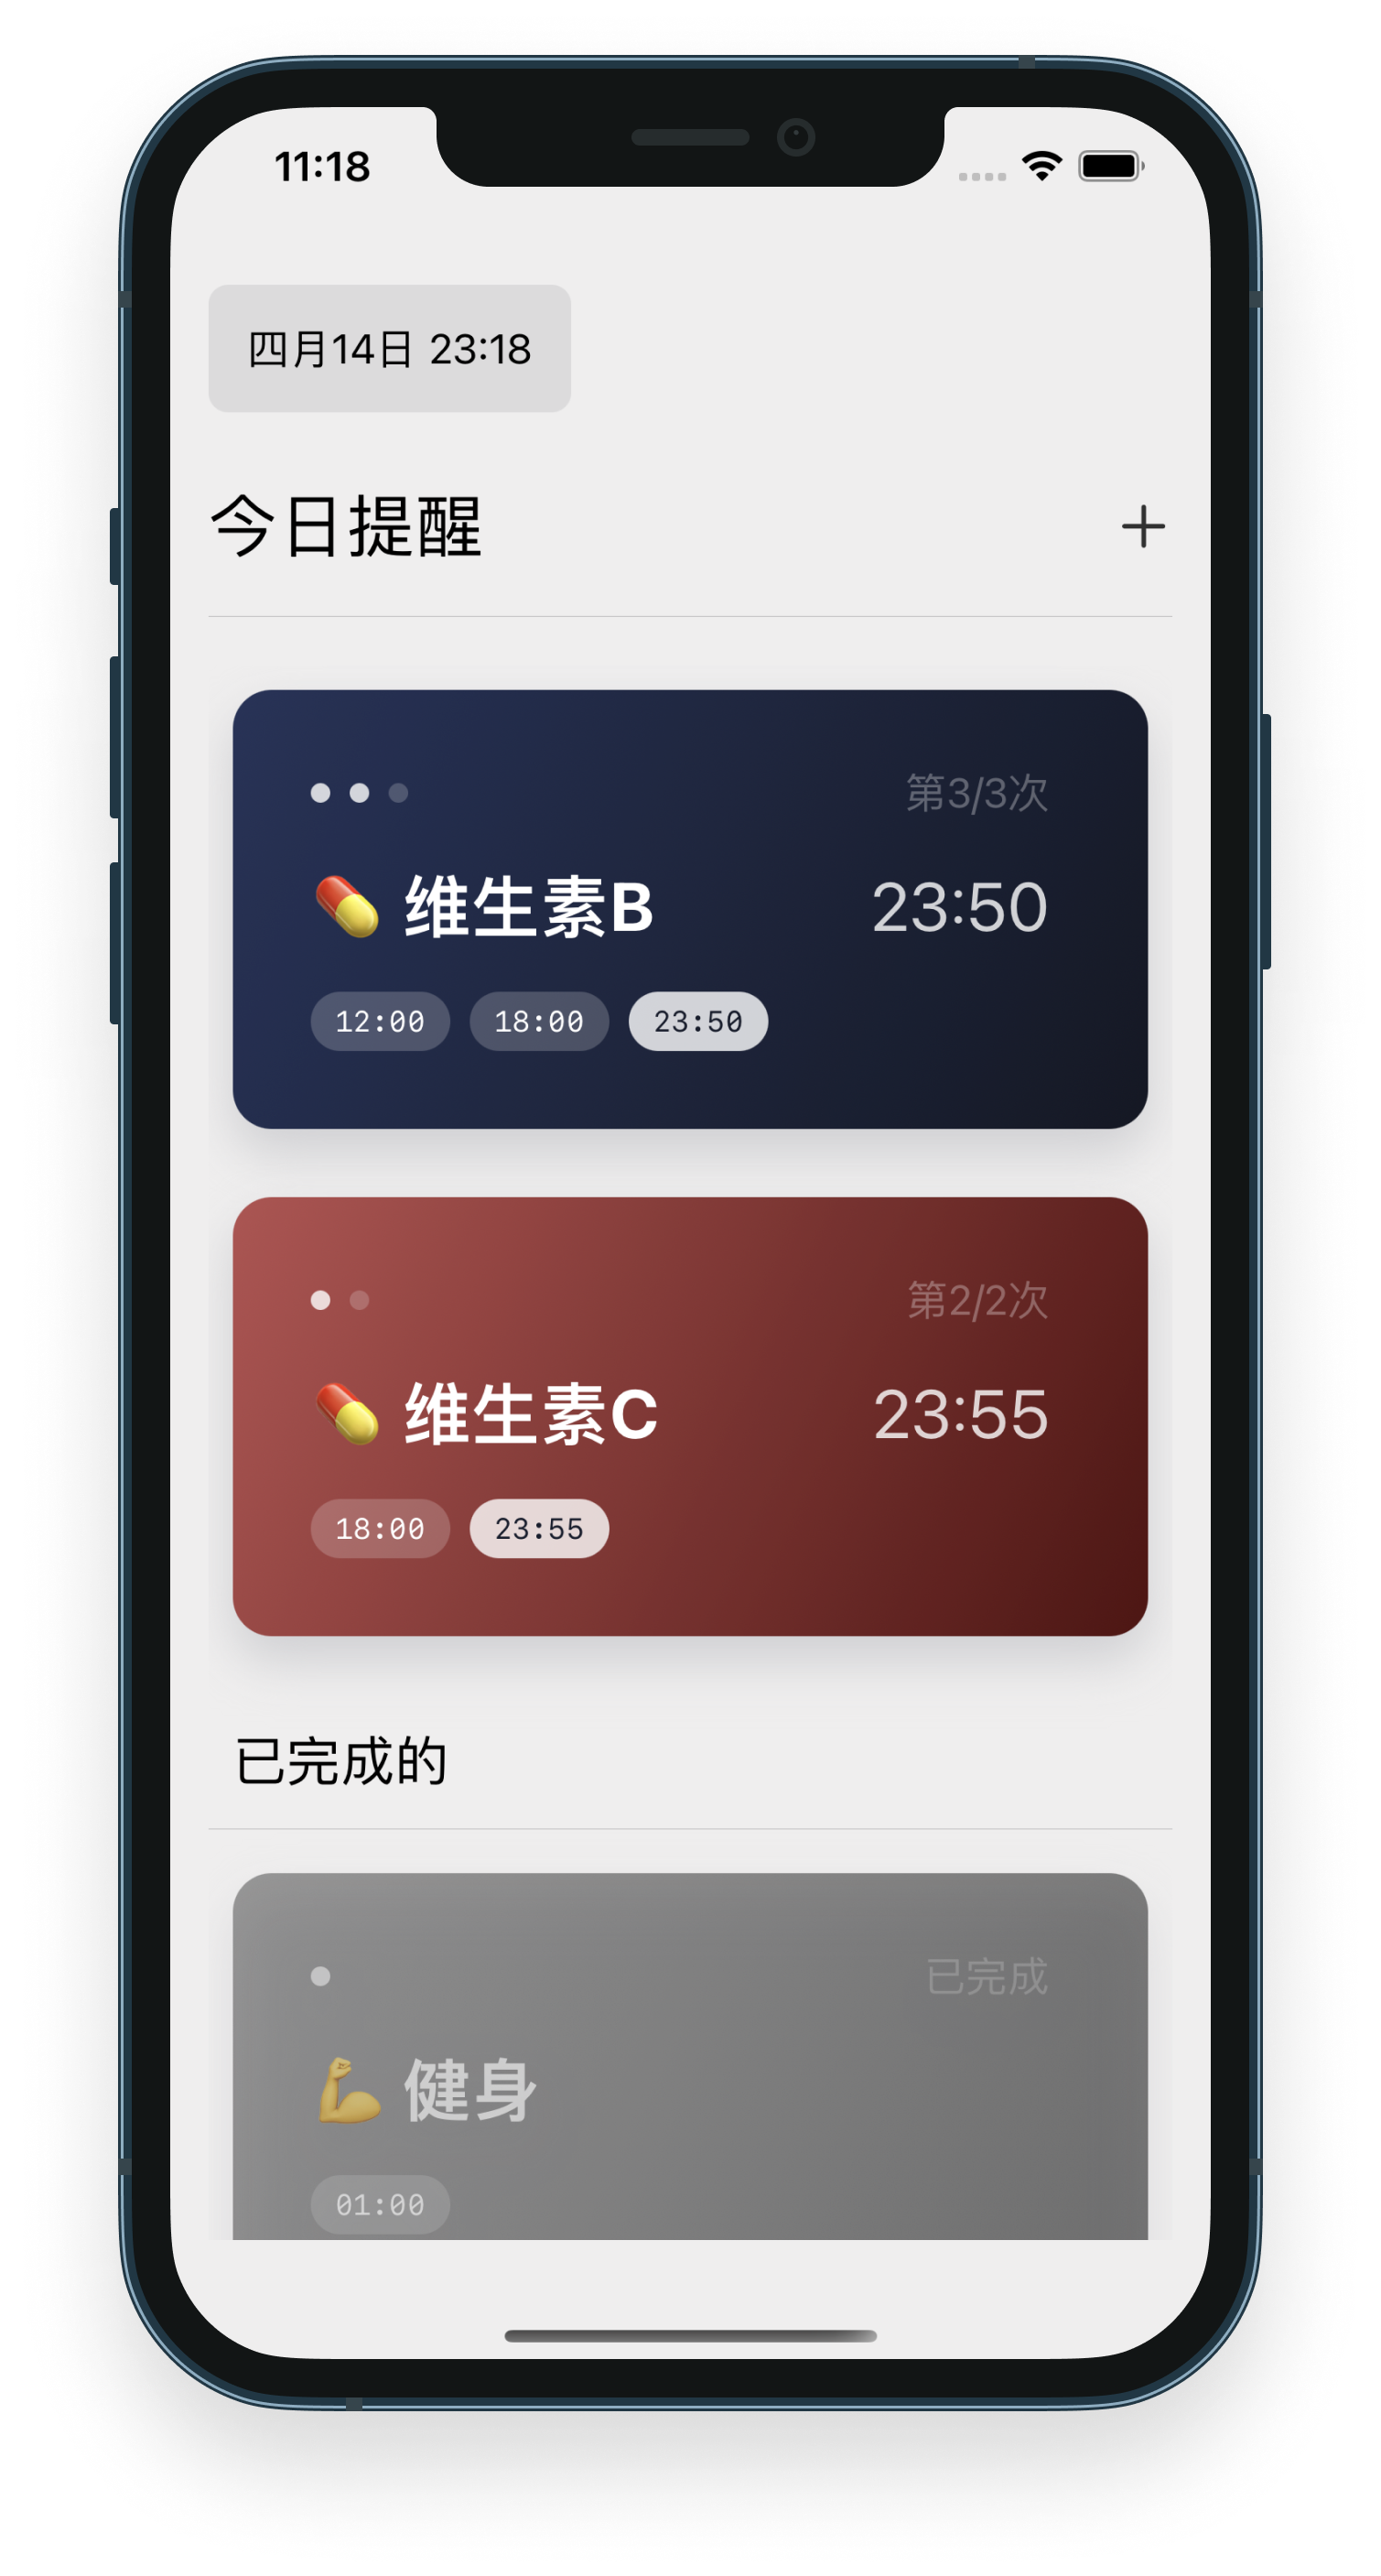 11:18
四月14日 23:18
今日提醒
第3/3次
💊 维生素B 23:50
12:00 18:00 23:50
第2/2次
💊 维生素C 23:55
18:00 23:55
已完成的
已完成
💪 健身
01:00